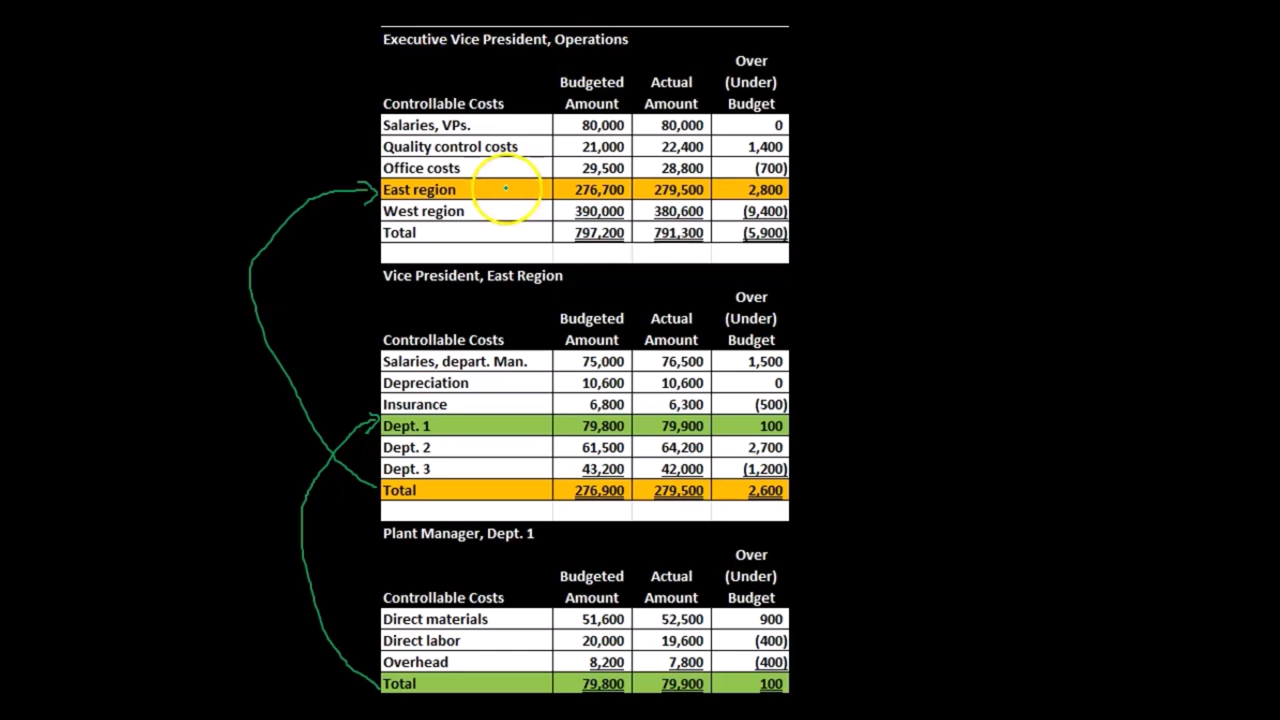 Executive Vice President, Operations
Over
Budgeted Actual (Under)
Controllable Costs Amount Amount Budget
Salaries, VPs. 80,000 80,000 0
Quality control costs 21,000 22,400 1,400
Office costs 29,500 28,800 (700)
East region 276,700 279,500 2,800
West region 390,000 380,600 (9,400)
Total 797,200 791,300 (5,900)
Vice President, East Region
Over
Budgeted Actual (Under)
Controllable Costs Amount Amount Budget
Salaries, depart. Man. 75,000 76,500 1,500
Depreciation 10,600 10,600 0
Insurance 6,800 6,300 (500)
Dept. 1 79,800 79,900 100
Dept. 2 61,500 64,200 2,700
Dept. 3 43,200 42,000 (1,200)
Total 276,900 279,500 2,600
Plant Manager, Dept. 1
Over
Budgeted Actual (Under)
Controllable Costs Amount Amount Budget
Direct materials 51,600 52,500 900
Direct labor 20,000 19,600 (400)
Overhead 8,200 7,800 (400)
Total 79,800 79,900 100